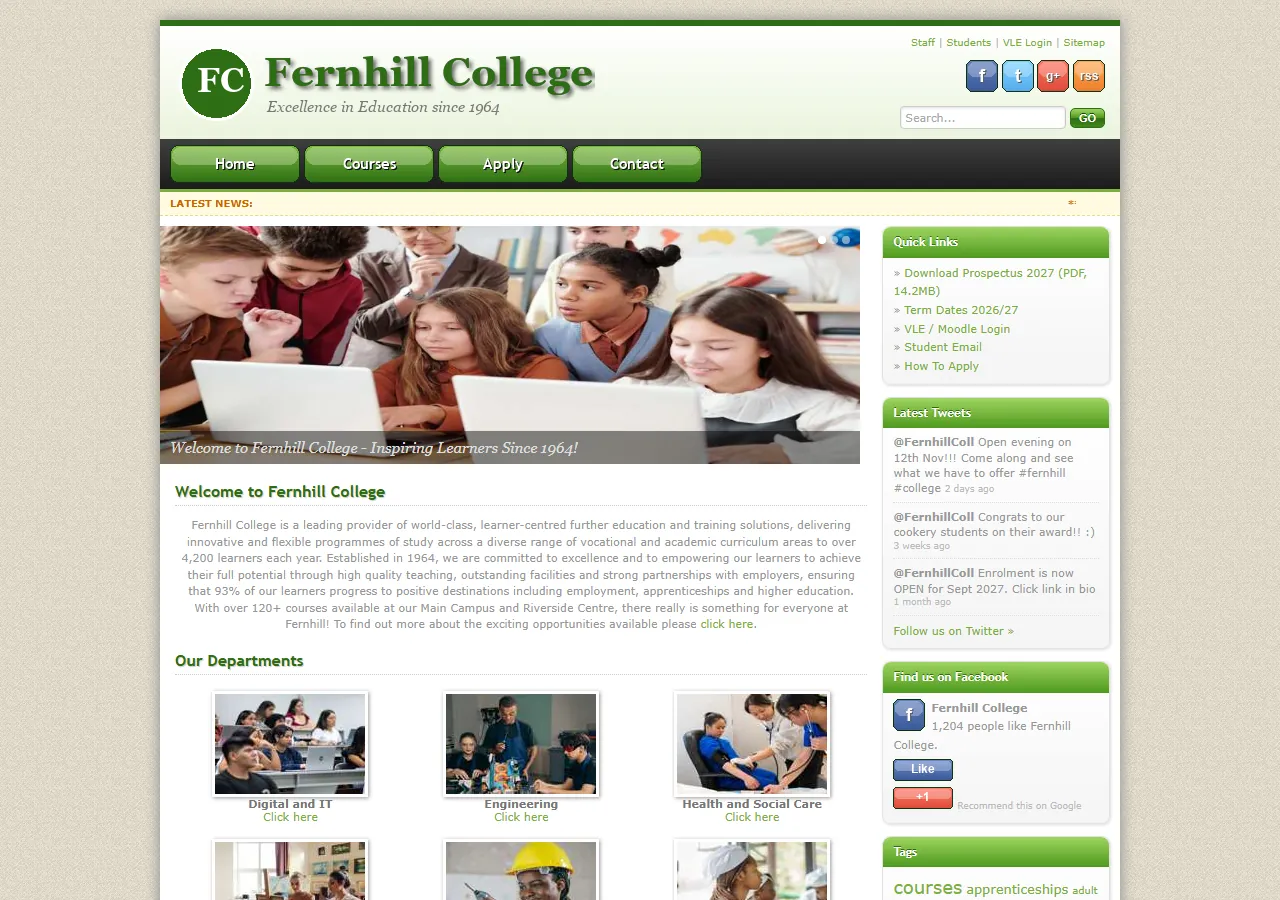 Staff | Students | VLE Login | Sitemap
FC
Fernhill College
Excellence in Education since 1964
f t g+ rss
Search...
GO
Home
Courses
Apply
Contact
LATEST NEWS:
Welcome to Fernhill College - Inspiring Learners Since 1964!
Welcome to Fernhill College
Fernhill College is a leading provider of world-class, learner-centred further education and training solutions, delivering
innovative and flexible programmes of study across a diverse range of vocational and academic curriculum areas to over
4,200 learners each year. Established in 1964, we are committed to excellence and to empowering our learners to achieve
their full potential through high quality teaching, outstanding facilities and strong partnerships with employers, ensuring
that 93% of our learners progress to positive destinations including employment, apprenticeships and higher education.
With over 120+ courses available at our Main Campus and Riverside Centre, there really is something for everyone at
Fernhill! To find out more about the exciting opportunities available please click here.
Our Departments
Digital and IT
Click here
Engineering
Click here
Health and Social Care
Click here
Quick Links
» Download Prospectus 2027 (PDF,
14.2MB)
» Term Dates 2026/27
» VLE / Moodle Login
» Student Email
» How To Apply
Latest Tweets
@FernhillColl Open evening on
12th Nov!!! Come along and see
what we have to offer #fernhill
#college 2 days ago
@FernhillColl Congrats to our
cookery students on their award!! :)
3 weeks ago
@FernhillColl Enrolment is now
OPEN for Sept 2027. Click link in bio
1 month ago
Follow us on Twitter »
Find us on Facebook
f
Fernhill College
1,204 people like Fernhill
College.
Like
+1 Recommend this on Google
Tags
courses apprenticeships adult